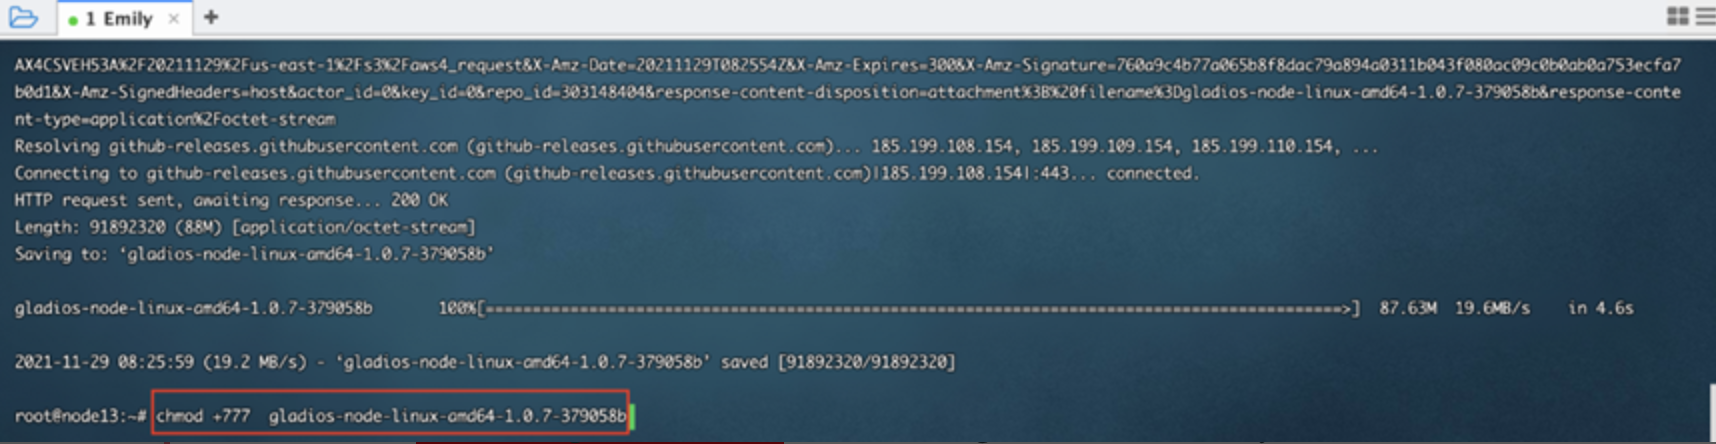 1 Emily × +
AX4CSVEH53A%2F20211129%2Fus-east-1%2Fs3%2Faws4_request&X-Amz-Date=20211129T082554Z&X-Amz-Expires=300&X-Amz-Signature=760a9c4b77a065b8f8dac79a894a0311b043f080ac09c0b0ab0a753ecfa7
b0d1&X-Amz-SignedHeaders=host&actor_id=0&key_id=0&repo_id=303148404&response-content-disposition=attachment%3B%20filename%3Dgladios-node-linux-amd64-1.0.7-379058b&response-conte
nt-type=application%2Foctet-stream
Resolving github-releases.githubusercontent.com (github-releases.githubusercontent.com)... 185.199.108.154, 185.199.109.154, 185.199.110.154, ...
Connecting to github-releases.githubusercontent.com (github-releases.githubusercontent.com)|185.199.108.154|:443... connected.
HTTP request sent, awaiting response... 200 OK
Length: 91892320 (88M) [application/octet-stream]
Saving to: ‘gladios-node-linux-amd64-1.0.7-379058b’
gladios-node-linux-amd64-1.0.7-379058b 100%[===================================================================================================>] 87.63M 19.6MB/s in 4.6s
2021-11-29 08:25:59 (19.2 MB/s) - ‘gladios-node-linux-amd64-1.0.7-379058b’ saved [91892320/91892320]
root@node13:~# chmod +777 gladios-node-linux-amd64-1.0.7-379058b